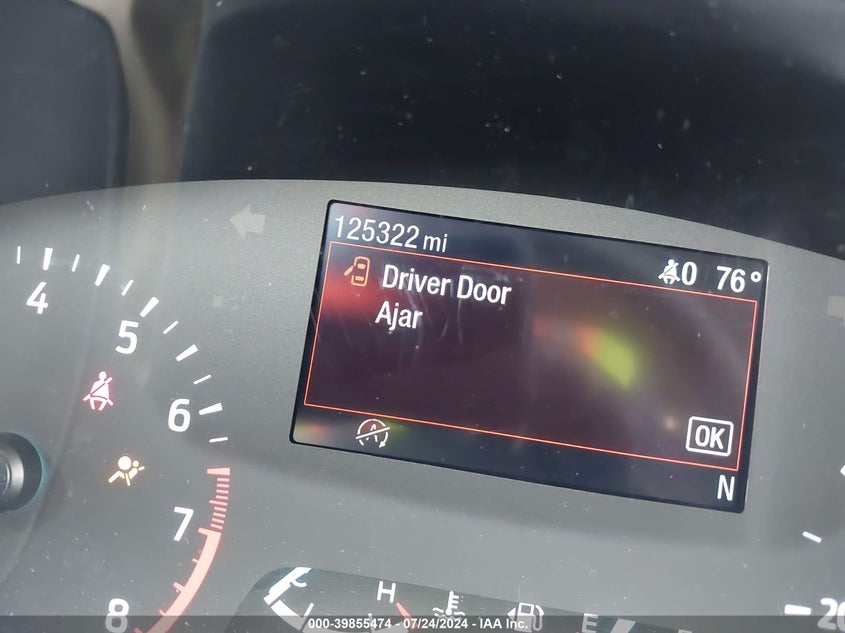 125322 mi
0 76°
Driver Door
Ajar
OK
N
4
5
6
7
8
H
E
20
000-39855474 - 07/24/2024 - IAA Inc.